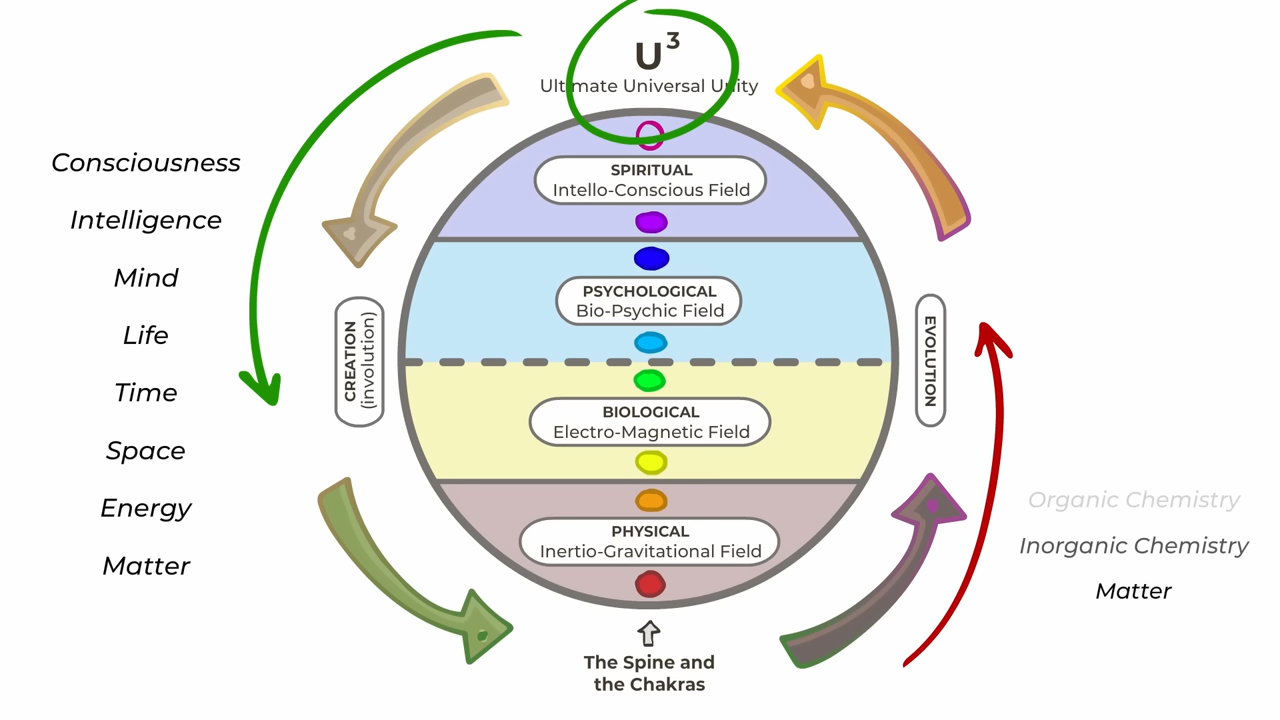 U³
Ultimate Universal Unity
Consciousness
Intelligence
Mind
Life
Time
Space
Energy
Matter
CREATION
(involution)
SPIRITUAL
Intello-Conscious Field
PSYCHOLOGICAL
Bio-Psychic Field
BIOLOGICAL
Electro-Magnetic Field
PHYSICAL
Inertio-Gravitational Field
The Spine and
the Chakras
EVOLUTION
Organic Chemistry
Inorganic Chemistry
Matter